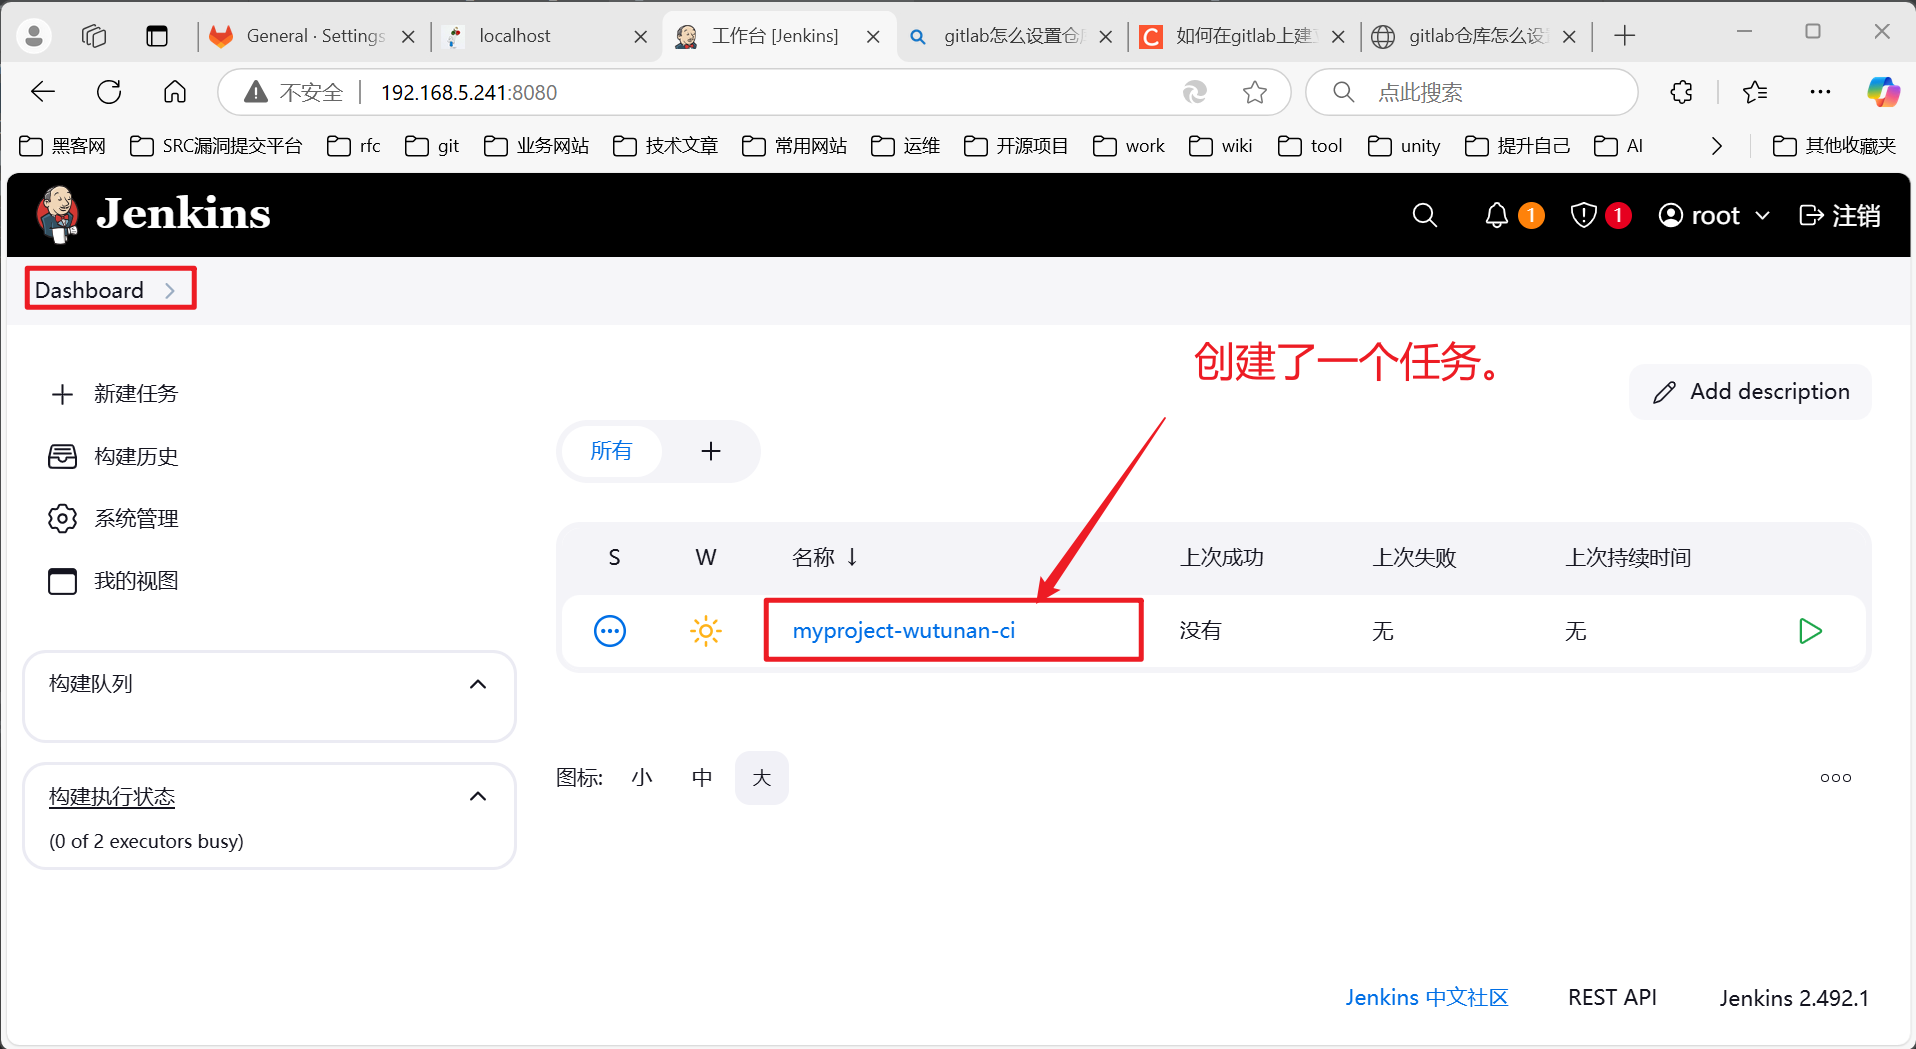 General · Settings
localhost
工作台 [Jenkins]
gitlab怎么设置仓
如何在gitlab上建
gitlab仓库怎么设
不安全
192.168.5.241:8080
点此搜索
黑客网
SRC漏洞提交平台
rfc
git
业务网站
技术文章
常用网站
运维
开源项目
work
wiki
tool
unity
提升自己
AI
其他收藏夹
Jenkins
1
1
root
注销
Dashboard
创建了一个任务。
新建任务
Add description
构建历史
所有
系统管理
我的视图
S W 名称 ↓ 上次成功 上次失败 上次持续时间
myproject-wutunan-ci 没有 无 无
构建队列
构建执行状态
(0 of 2 executors busy)
图标: 小 中 大
Jenkins 中文社区
REST API
Jenkins 2.492.1